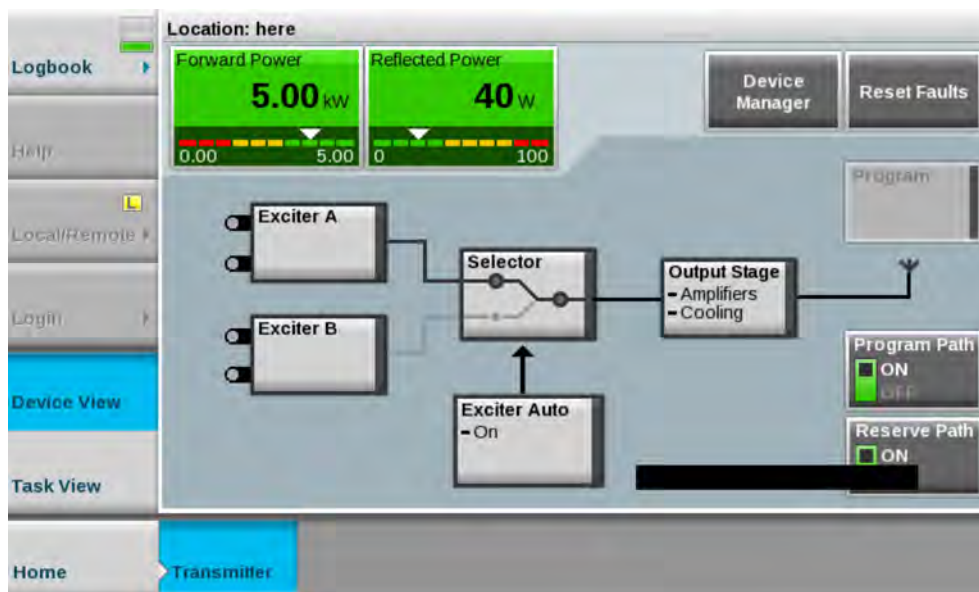 Location: here
Logbook
Help
L
Local/Remote
Login
Device View
Task View
Home
Transmitter
Forward Power
5.00 kW
0.00 5.00
Reflected Power
40 W
0 100
Device
Manager
Reset Faults
Program
Exciter A
Exciter B
Selector
Exciter Auto
- On
Output Stage
- Amplifiers
- Cooling
Program Path
ON
OFF
Reserve Path
ON